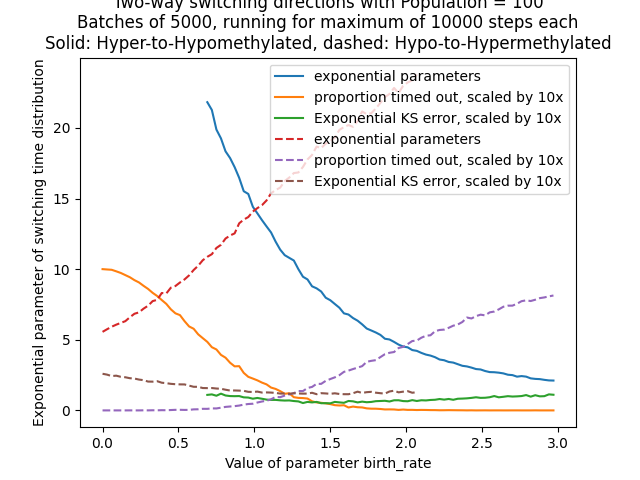 Two-way switching directions with Population = 100
Batches of 5000, running for maximum of 10000 steps each
Solid: Hyper-to-Hypomethylated, dashed: Hypo-to-Hypermethylated
Exponential parameter of switching time distribution
20
15
10
5
0
exponential parameters
proportion timed out, scaled by 10x
Exponential KS error, scaled by 10x
exponential parameters
proportion timed out, scaled by 10x
Exponential KS error, scaled by 10x
0.0 0.5 1.0 1.5 2.0 2.5 3.0
Value of parameter birth_rate